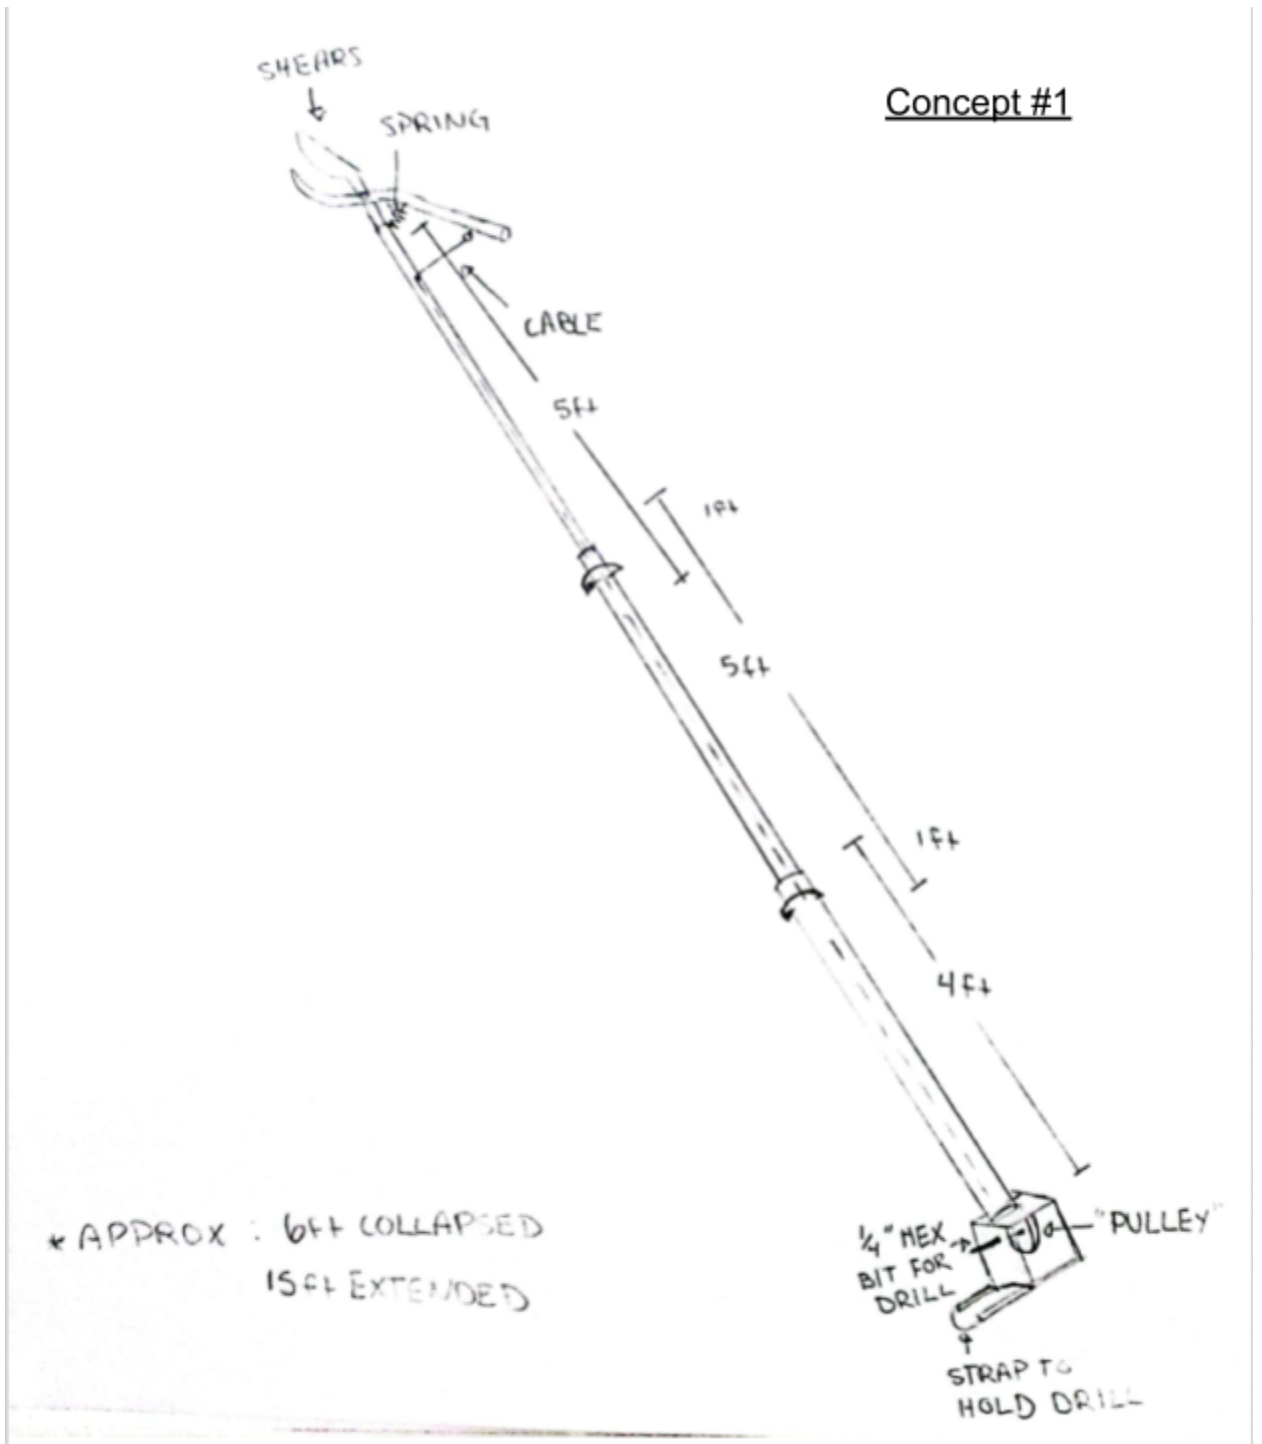 Concept #1
SHEARS
SPRING
CABLE
5ft
1ft
5ft
1ft
4ft
"PULLEY"
1/4" HEX
BIT FOR
DRILL
STRAP TO
HOLD DRILL
* APPROX : 6ft COLLAPSED
15ft EXTENDED